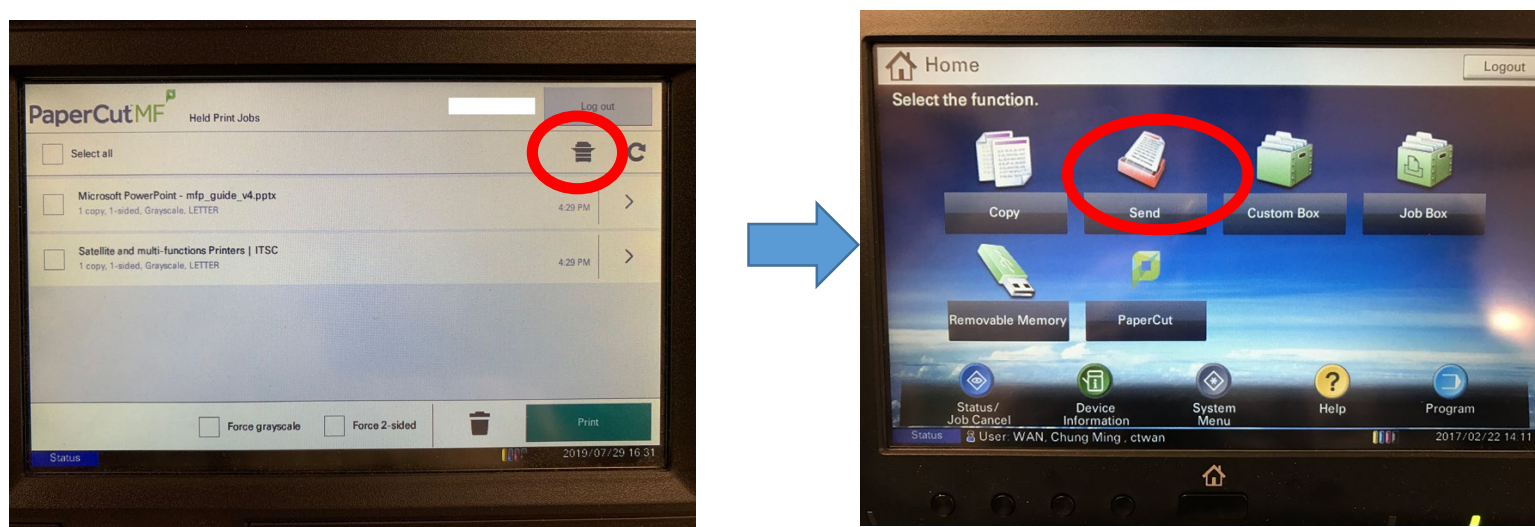 PaperCut MF
Held Print Jobs
Log out
Select all
Microsoft PowerPoint - mfp_guide_v4.pptx
1 copy, 1-sided, Grayscale, LETTER
4:29 PM
Satellite and multi-functions Printers | ITSC
1 copy, 1-sided, Grayscale, LETTER
4:29 PM
Force grayscale
Force 2-sided
Print
Status
2019/07/29 16:31
Home
Logout
Select the function.
Copy
Send
Custom Box
Job Box
Removable Memory
PaperCut
Status/
Job Cancel
Device
Information
System
Menu
Help
Program
Status
User: WAN, Chung Ming , ctwan
2017/02/22 14:11